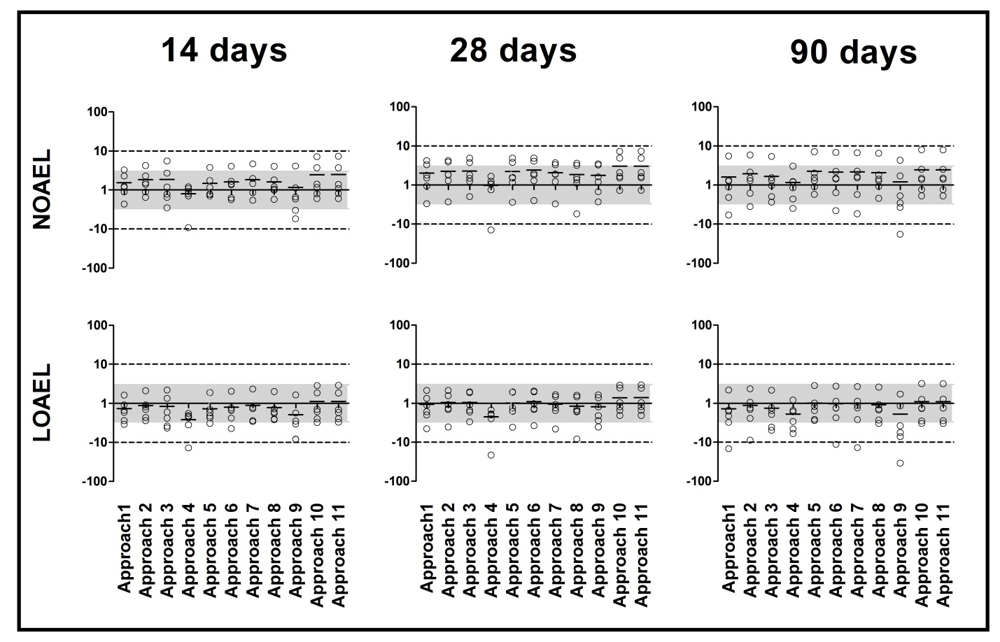 14 days
28 days
90 days
NOAEL
100
10
1
-10
-100
100
10
1
-10
-100
100
10
1
-10
-100
LOAEL
100
10
1
-10
-100
100
10
1
-10
-100
100
10
1
-10
-100
Approach1
Approach 2
Approach 3
Approach 4
Approach 5
Approach 6
Approach 7
Approach 8
Approach 9
Approach 10
Approach 11
Approach1
Approach 2
Approach 3
Approach 4
Approach 5
Approach 6
Approach 7
Approach 8
Approach 9
Approach 10
Approach 11
Approach1
Approach 2
Approach 3
Approach 4
Approach 5
Approach 6
Approach 7
Approach 8
Approach 9
Approach 10
Approach 11